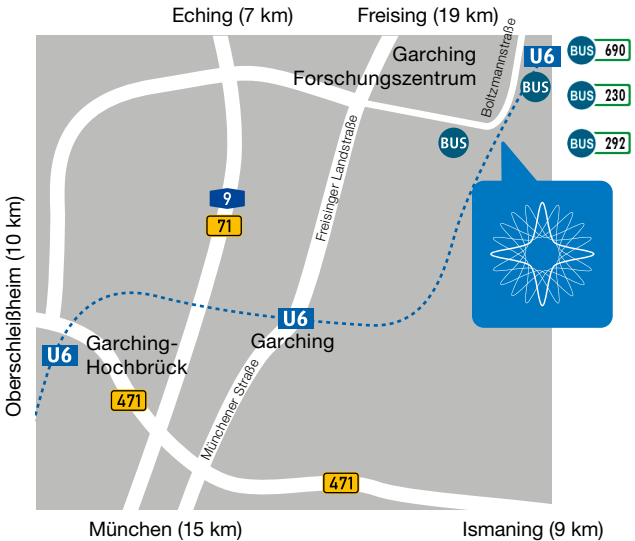 Eching (7 km)
Freising (19 km)
Garching
Forschungszentrum
Boltzmannstraße
U6
BUS 690
BUS
BUS 230
BUS
BUS 292
Freisinger Landstraße
9
71
Oberschleißheim (10 km)
U6
Garching
U6
Garching-
Hochbrück
471
Münchener Straße
471
München (15 km)
Ismaning (9 km)